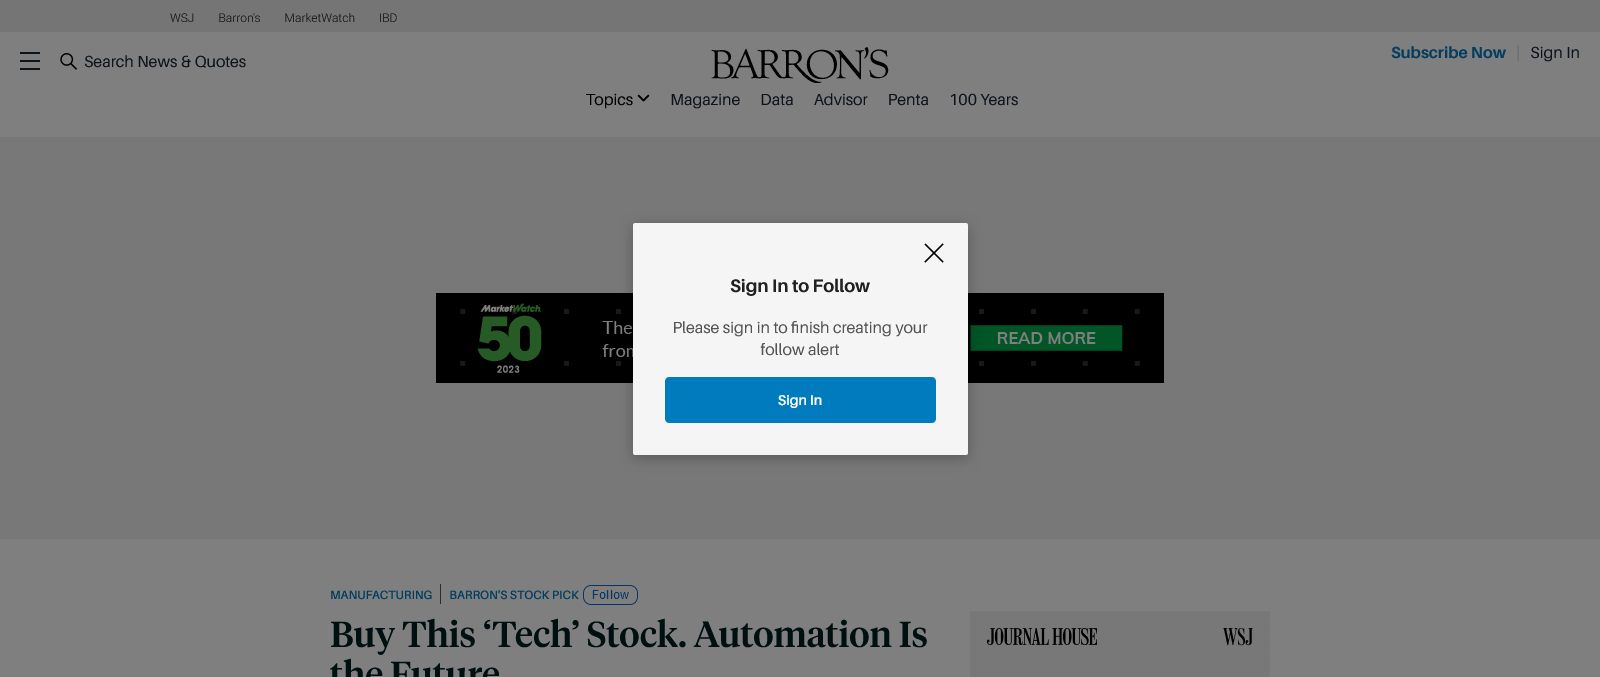 WSJ Barron's MarketWatch IBD
Search News & Quotes
BARRON'S
Subscribe Now Sign In
Topics Magazine Data Advisor Penta 100 Years
Sign In to Follow
Please sign in to finish creating your
follow alert
Sign In
MarketWatch
50
2023
The
from
READ MORE
MANUFACTURING BARRON'S STOCK PICK Follow
Buy This ‘Tech’ Stock. Automation Is
the Future
JOURNAL HOUSE WSJ